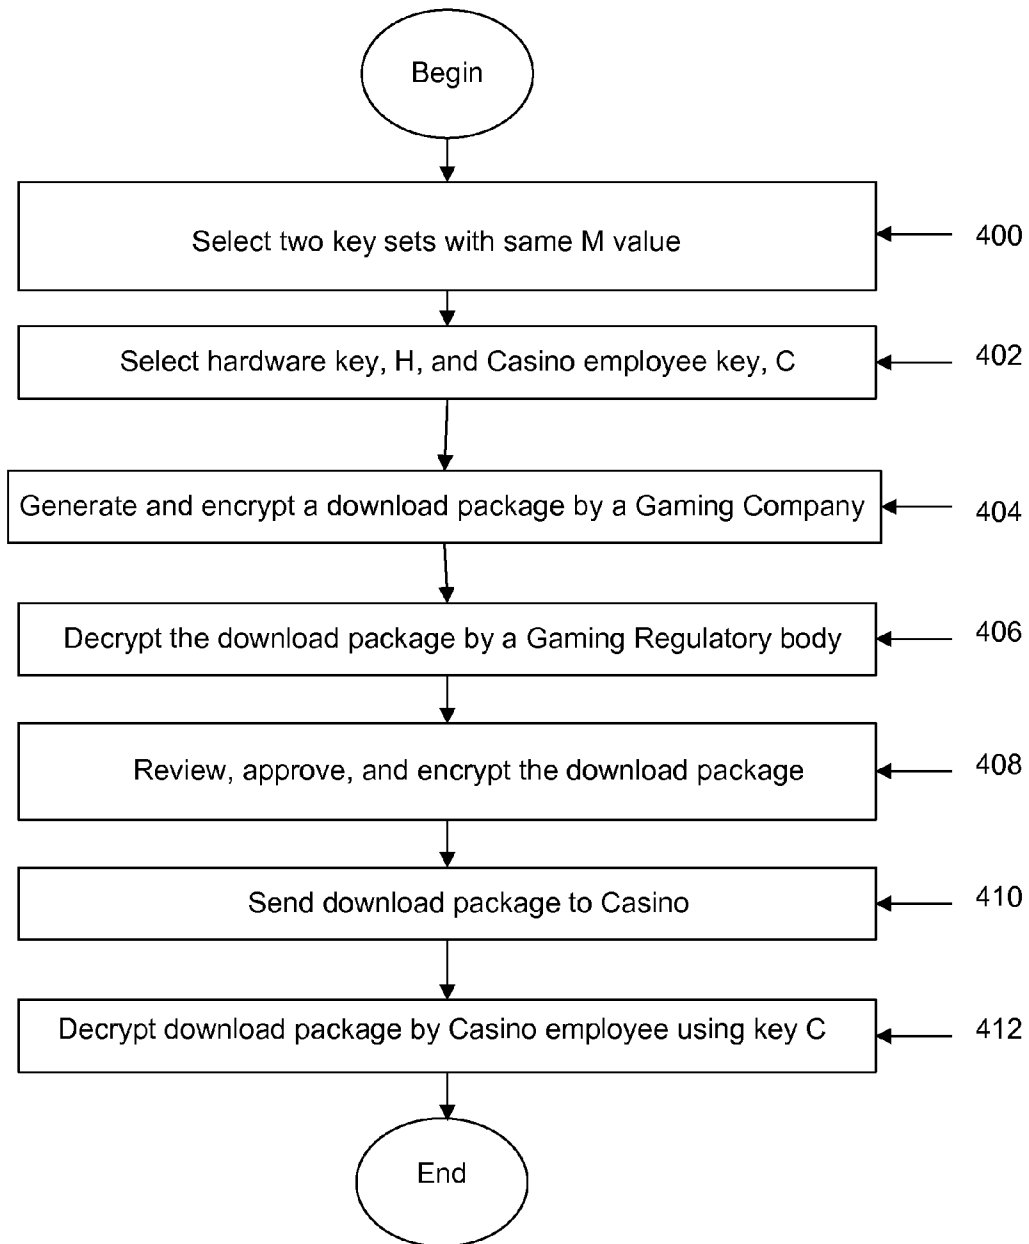 Begin
Select two key sets with same M value
400
Select hardware key, H, and Casino employee key, C
402
Generate and encrypt a download package by a Gaming Company
404
Decrypt the download package by a Gaming Regulatory body
406
Review, approve, and encrypt the download package
408
Send download package to Casino
410
Decrypt download package by Casino employee using key C
412
End